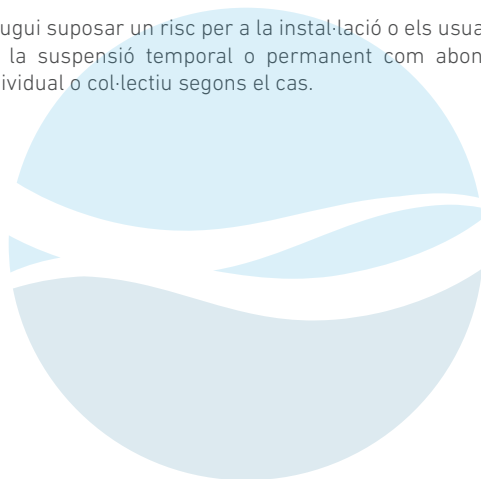 ugui suposar un risc per a la instal·lació o els usua
la suspensió temporal o permanent com abon
ividual o col·lectiu segons el cas.